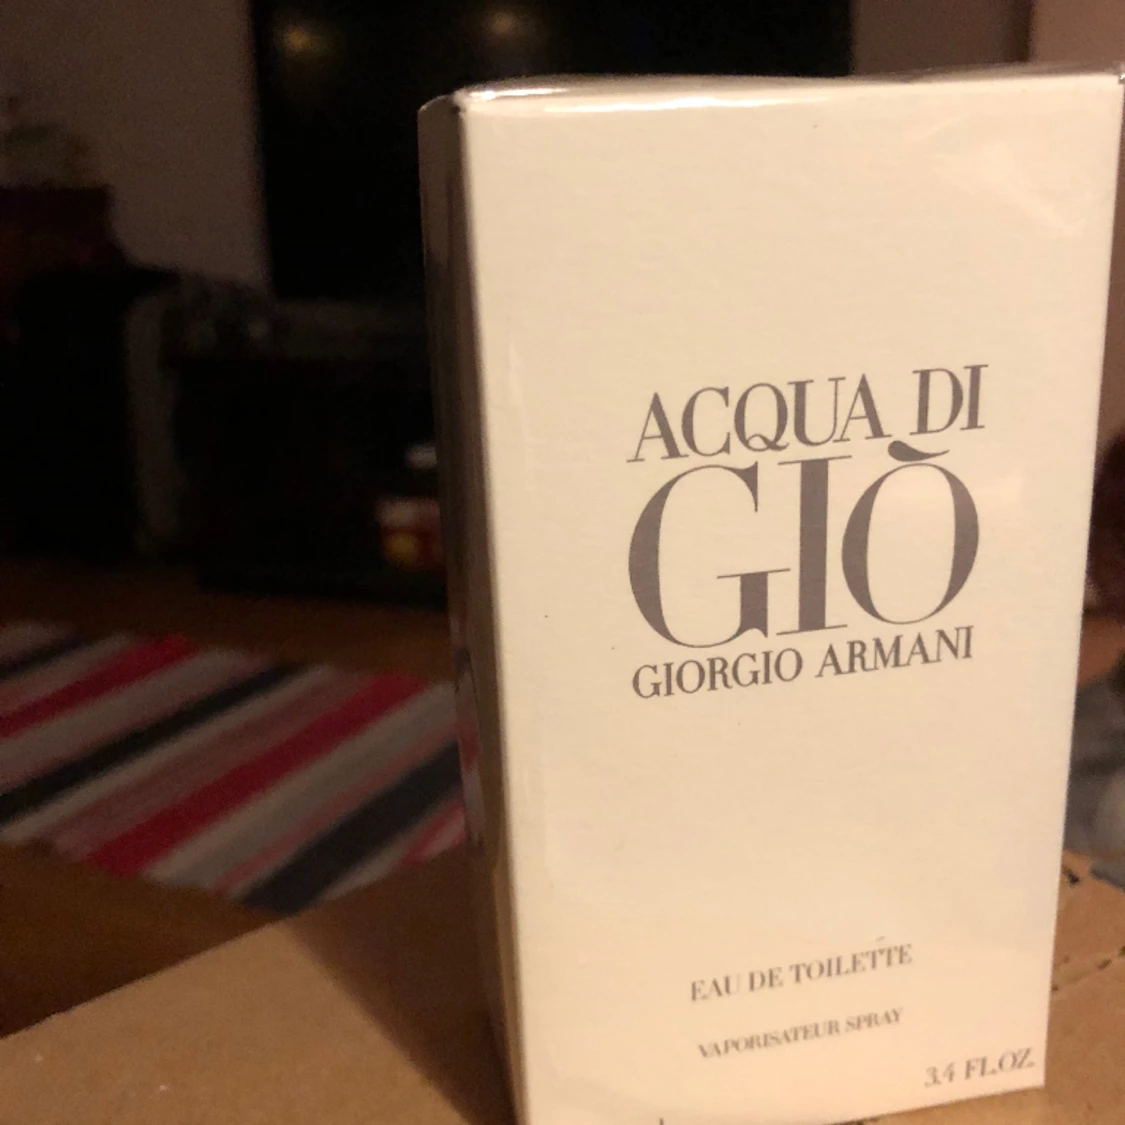 ACQUA DI
GIÒ
GIORGIO ARMANI
EAU DE TOILETTE
VAPORISATEUR SPRAY
3.4 FL.OZ.